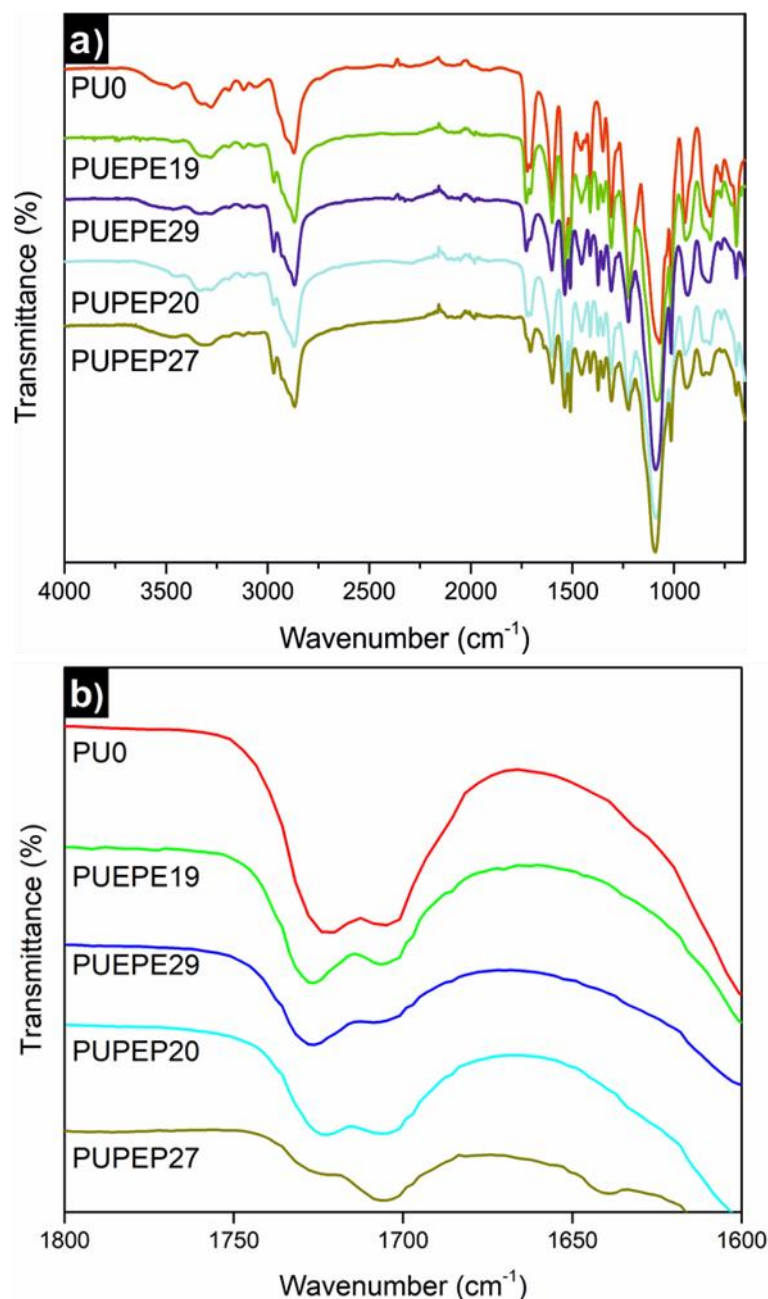 a)
PU0
PUEPE19
PUEPE29
PUPEP20
PUPEP27
Transmittance (%)
4000 3500 3000 2500 2000 1500 1000
Wavenumber (cm⁻¹)
b)
PU0
PUEPE19
PUEPE29
PUPEP20
PUPEP27
Transmittance (%)
1800 1750 1700 1650 1600
Wavenumber (cm⁻¹)